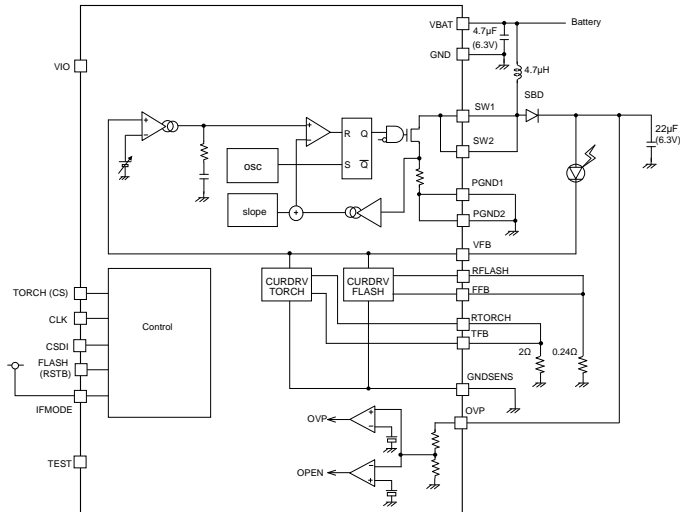 VBAT
Battery
4.7μF
(6.3V)
GND
VIO
4.7μH
SBD
SW1
22μF
(6.3V)
SW2
R
Q
S
Q
osc
slope
+
−
+
+
−
PGND1
PGND2
VFB
CURDRV
TORCH
CURDRV
FLASH
RFLASH
FFB
RTORCH
TFB
2Ω
0.24Ω
GNDSENS
OVP
TORCH (CS)
CLK
CSDI
FLASH
(RSTB)
IFMODE
TEST
Control
OVP
+
−
OPEN
−
+